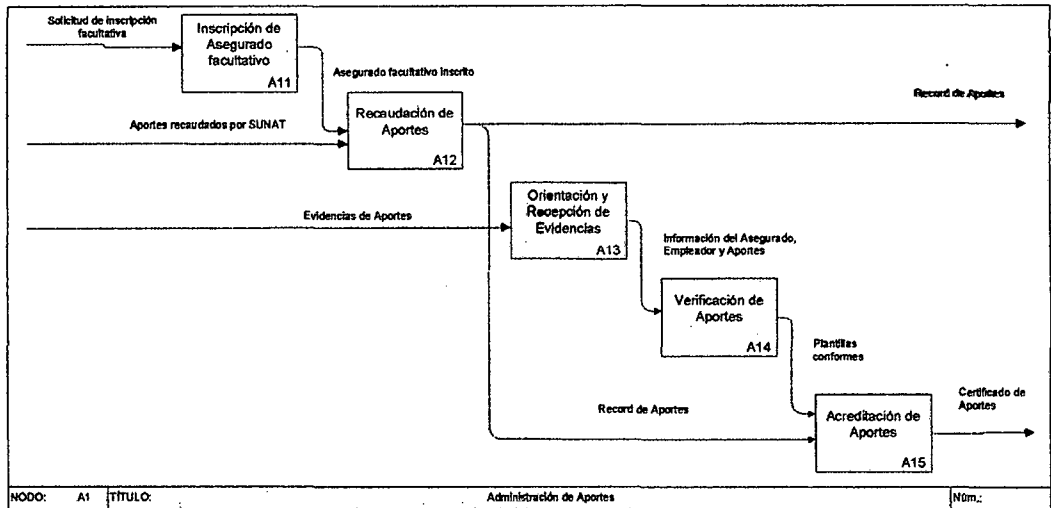 Solicitud de inscripción
facultativa
Inscripción de
Asegurado
facultativo
A11
Asegurado facultativo inscrito
Record de Aportes
Aportes recaudados por SUNAT
Recaudación de
Aportes
A12
Evidencias de Aportes
Orientación y
Recepción de
Evidencias
A13
Información del Asegurado,
Empleador y Aportes
Verificación de
Aportes
A14
Plantillas
conformes
Record de Aportes
Acreditación de
Aportes
A15
Certificado de
Aportes
NODO: A1 TÍTULO: Administración de Aportes Núm.: